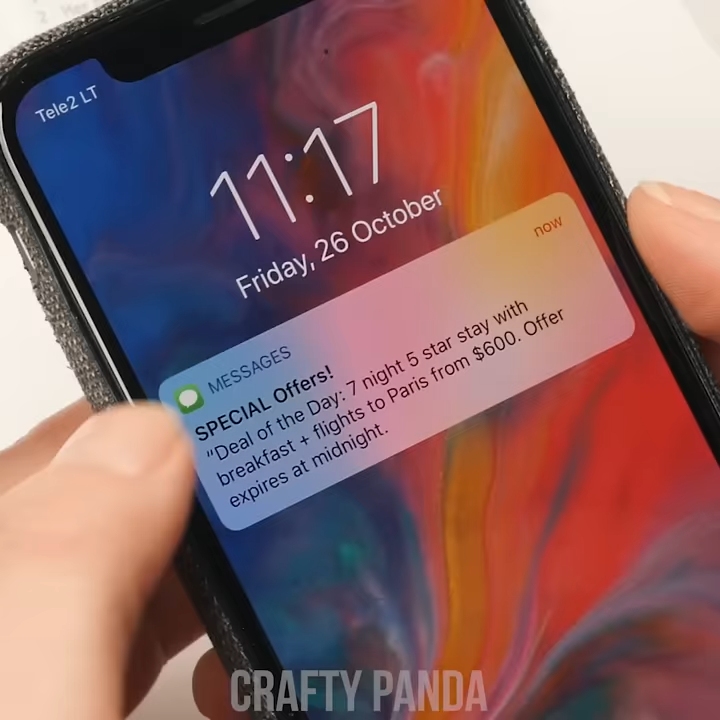 Tele2 LT
11:17
Friday, 26 October
MESSAGES
now
SPECIAL Offers!
“Deal of the Day: 7 night 5 star stay with
breakfast + flights to Paris from $600. Offer
expires at midnight.
CRAFTY PANDA